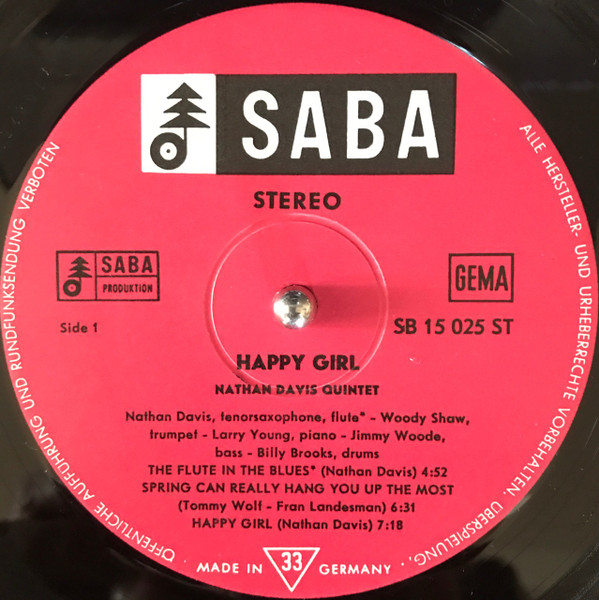 SABA
STEREO
SABA
PRODUKTION
GEMA
Side 1
SB 15 025 ST
HAPPY GIRL
NATHAN DAVIS QUINTET
Nathan Davis, tenorsaxophone, flute* - Woody Shaw,
trumpet - Larry Young, piano - Jimmy Woode,
bass - Billy Brooks, drums
THE FLUTE IN THE BLUES* (Nathan Davis) 4:52
SPRING CAN REALLY HANG YOU UP THE MOST
(Tommy Wolf - Fran Landesman) 6:31
HAPPY GIRL (Nathan Davis) 7:18
MADE IN 33 GERMANY
ALLE HERSTELLER- UND URHEBERRECHTE VORBEHALTEN. ÜBERSPIELUNG,
ÖFFENTLICHE AUFFÜHRUNG UND RUNDFUNKSENDUNG VERBOTEN